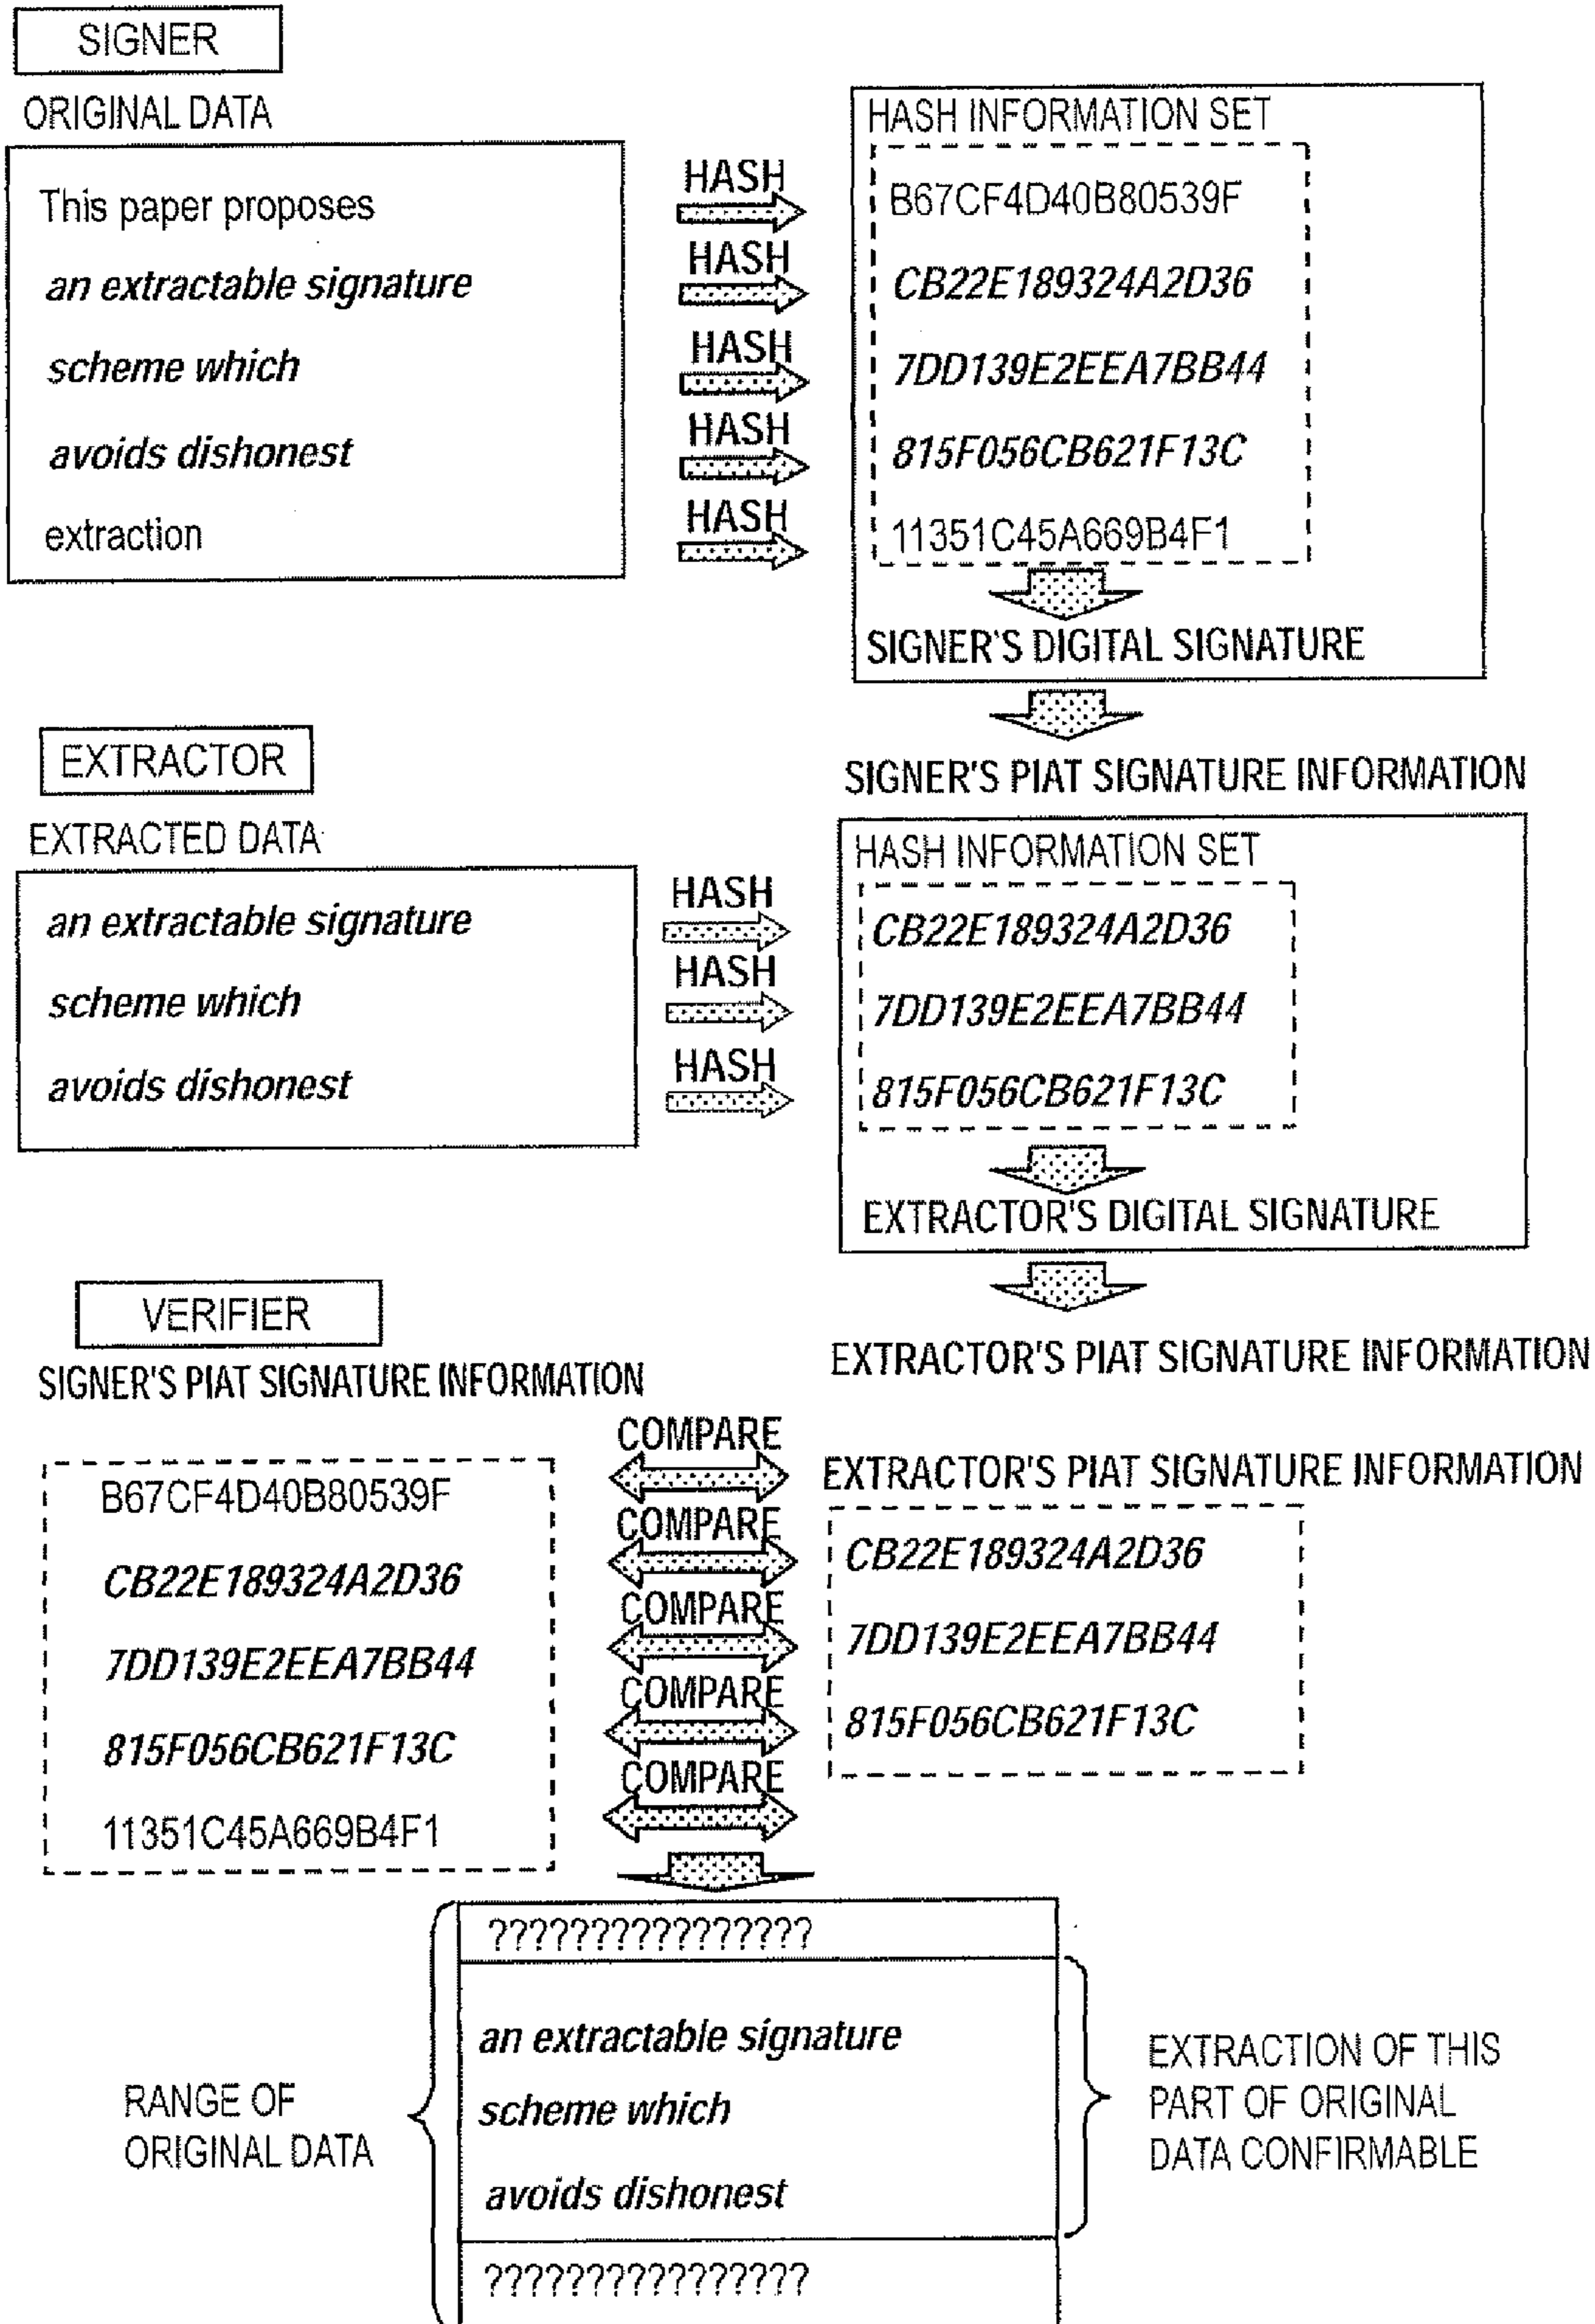 SIGNER
ORIGINAL DATA
This paper proposes
an extractable signature
scheme which
avoids dishonest
extraction
HASH
HASH
HASH
HASH
HASH
HASH INFORMATION SET
B67CF4D40B80539F
CB22E189324A2D36
7DD139E2EEA7BB44
815F056CB621F13C
11351C45A669B4F1
SIGNER'S DIGITAL SIGNATURE
SIGNER'S PIAT SIGNATURE INFORMATION
EXTRACTOR
EXTRACTED DATA
an extractable signature
scheme which
avoids dishonest
HASH
HASH
HASH
HASH INFORMATION SET
CB22E189324A2D36
7DD139E2EEA7BB44
815F056CB621F13C
EXTRACTOR'S DIGITAL SIGNATURE
EXTRACTOR'S PIAT SIGNATURE INFORMATION
VERIFIER
SIGNER'S PIAT SIGNATURE INFORMATION
B67CF4D40B80539F
CB22E189324A2D36
7DD139E2EEA7BB44
815F056CB621F13C
11351C45A669B4F1
COMPARE
COMPARE
COMPARE
COMPARE
COMPARE
EXTRACTOR'S PIAT SIGNATURE INFORMATION
CB22E189324A2D36
7DD139E2EEA7BB44
815F056CB621F13C
RANGE OF
ORIGINAL DATA
????????????????
an extractable signature
scheme which
avoids dishonest
????????????????
EXTRACTION OF THIS
PART OF ORIGINAL
DATA CONFIRMABLE